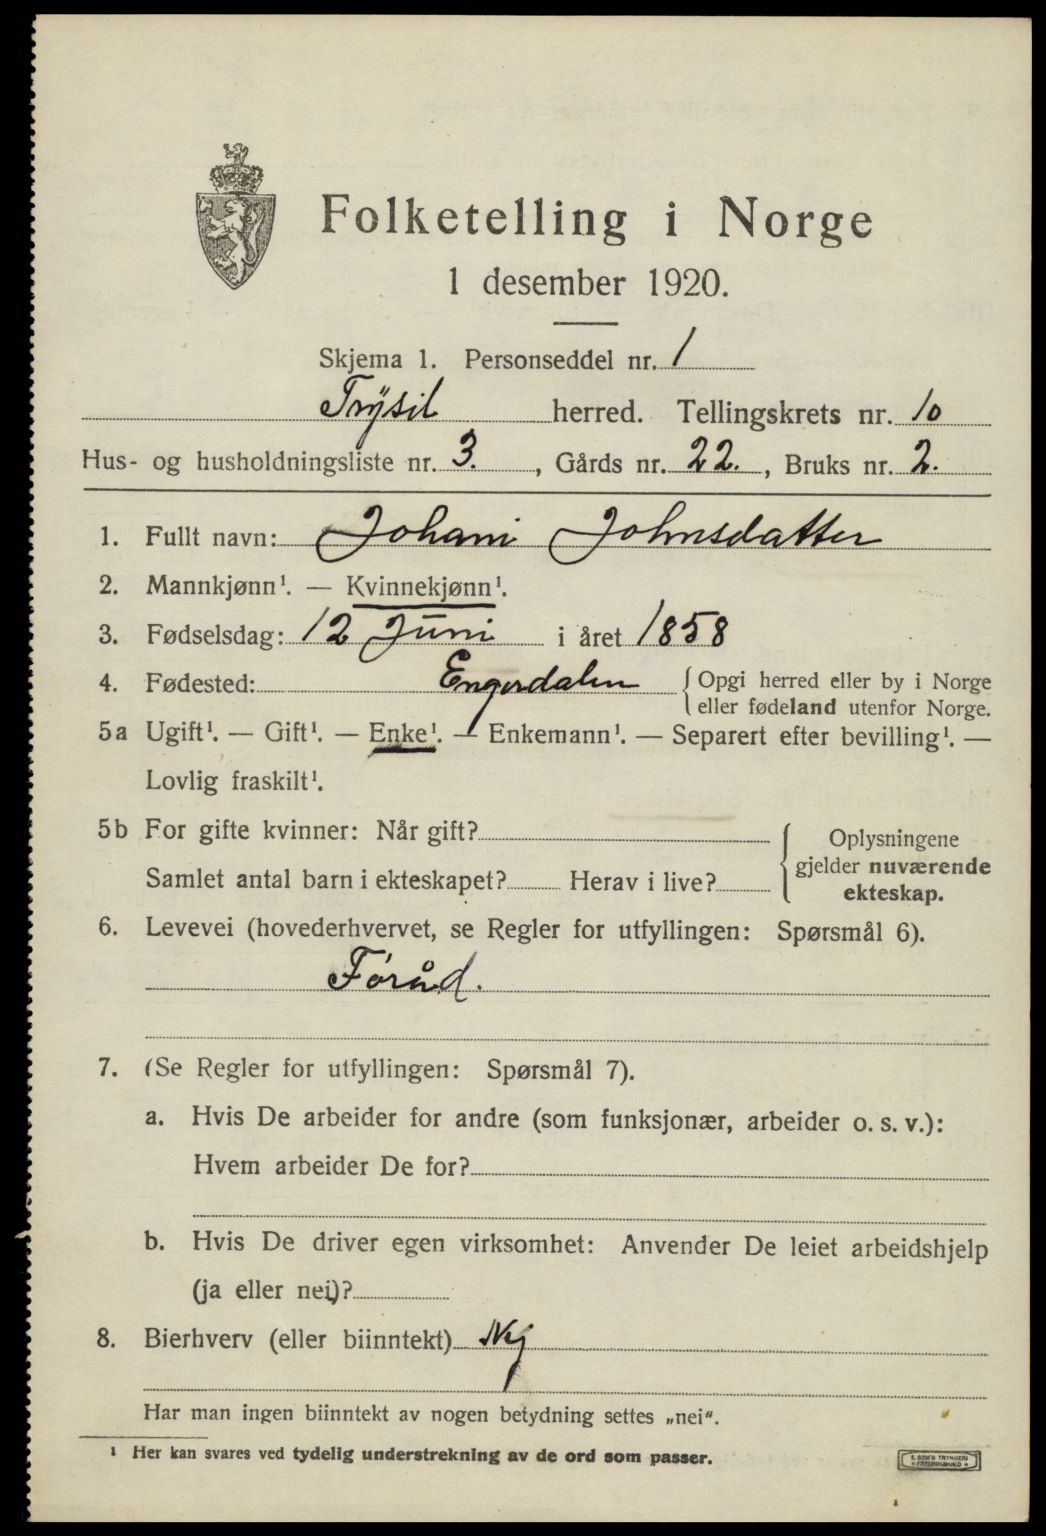 Folketelling i Norge
1 desember 1920.
Skjema 1. Personseddel nr. 1
Trysil herred. Tellingskrets nr. 10
Hus- og husholdningsliste nr. 3. , Gårds nr. 22. , Bruks nr. 2.
1. Fullt navn: Johani Johnsdatter
2. Mannkjønn¹. — Kvinnekjønn¹.
3. Fødselsdag: 12 Juni i året 1858
4. Fødested: Engerdalen { Opgi herred eller by i Norge
eller fødeland utenfor Norge.
5a Ugift¹. — Gift¹. — Enke¹. — Enkemann¹. — Separert efter bevilling¹. —
Lovlig fraskilt¹.
5b For gifte kvinner: Når gift?
Samlet antal barn i ekteskapet? Herav i live?
{ Oplysningene
gjelder nuværende
ekteskap.
6. Levevei (hovederhvervet, se Regler for utfyllingen: Spørsmål 6).
Føråd.
7. (Se Regler for utfyllingen: Spørsmål 7).
a. Hvis De arbeider for andre (som funksjonær, arbeider o. s. v.):
Hvem arbeider De for?
b. Hvis De driver egen virksomhet: Anvender De leiet arbeidshjelp
(ja eller nei)?
8. Bierhverv (eller biinntekt) Nej
Har man ingen biinntekt av nogen betydning settes „nei“.
¹ Her kan svares ved tydelig understrekning av de ord som passer.